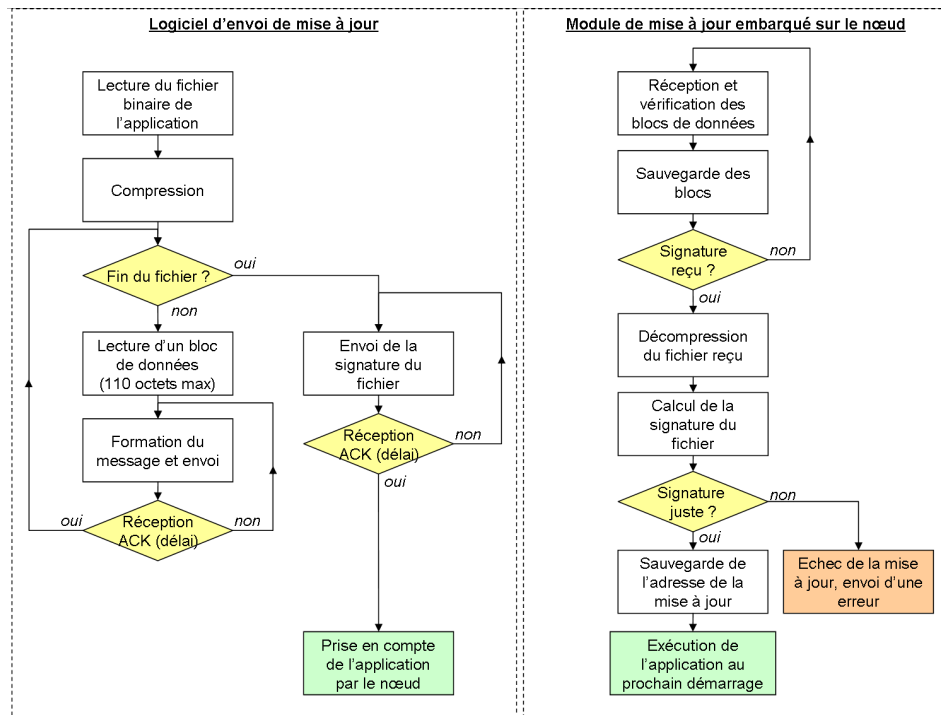 Logiciel d'envoi de mise à jour
Lecture du fichier
binaire de
l'application
Compression
Fin du fichier ?
oui
non
Lecture d'un bloc
de données
(110 octets max)
Formation du
message et envoi
Réception
ACK (délai)
oui
non
Envoi de la
signature du
fichier
Réception
ACK (délai)
non
oui
Prise en compte
de l'application
par le nœud
Module de mise à jour embarqué sur le nœud
Réception et
vérification des
blocs de données
Sauvegarde des
blocs
Signature
reçu ?
non
oui
Décompression
du fichier reçu
Calcul de la
signature du
fichier
Signature
juste ?
non
oui
Sauvegarde de
l'adresse de la
mise à jour
Echec de la mise
à jour, envoi d'une
erreur
Exécution de
l'application au
prochain démarrage